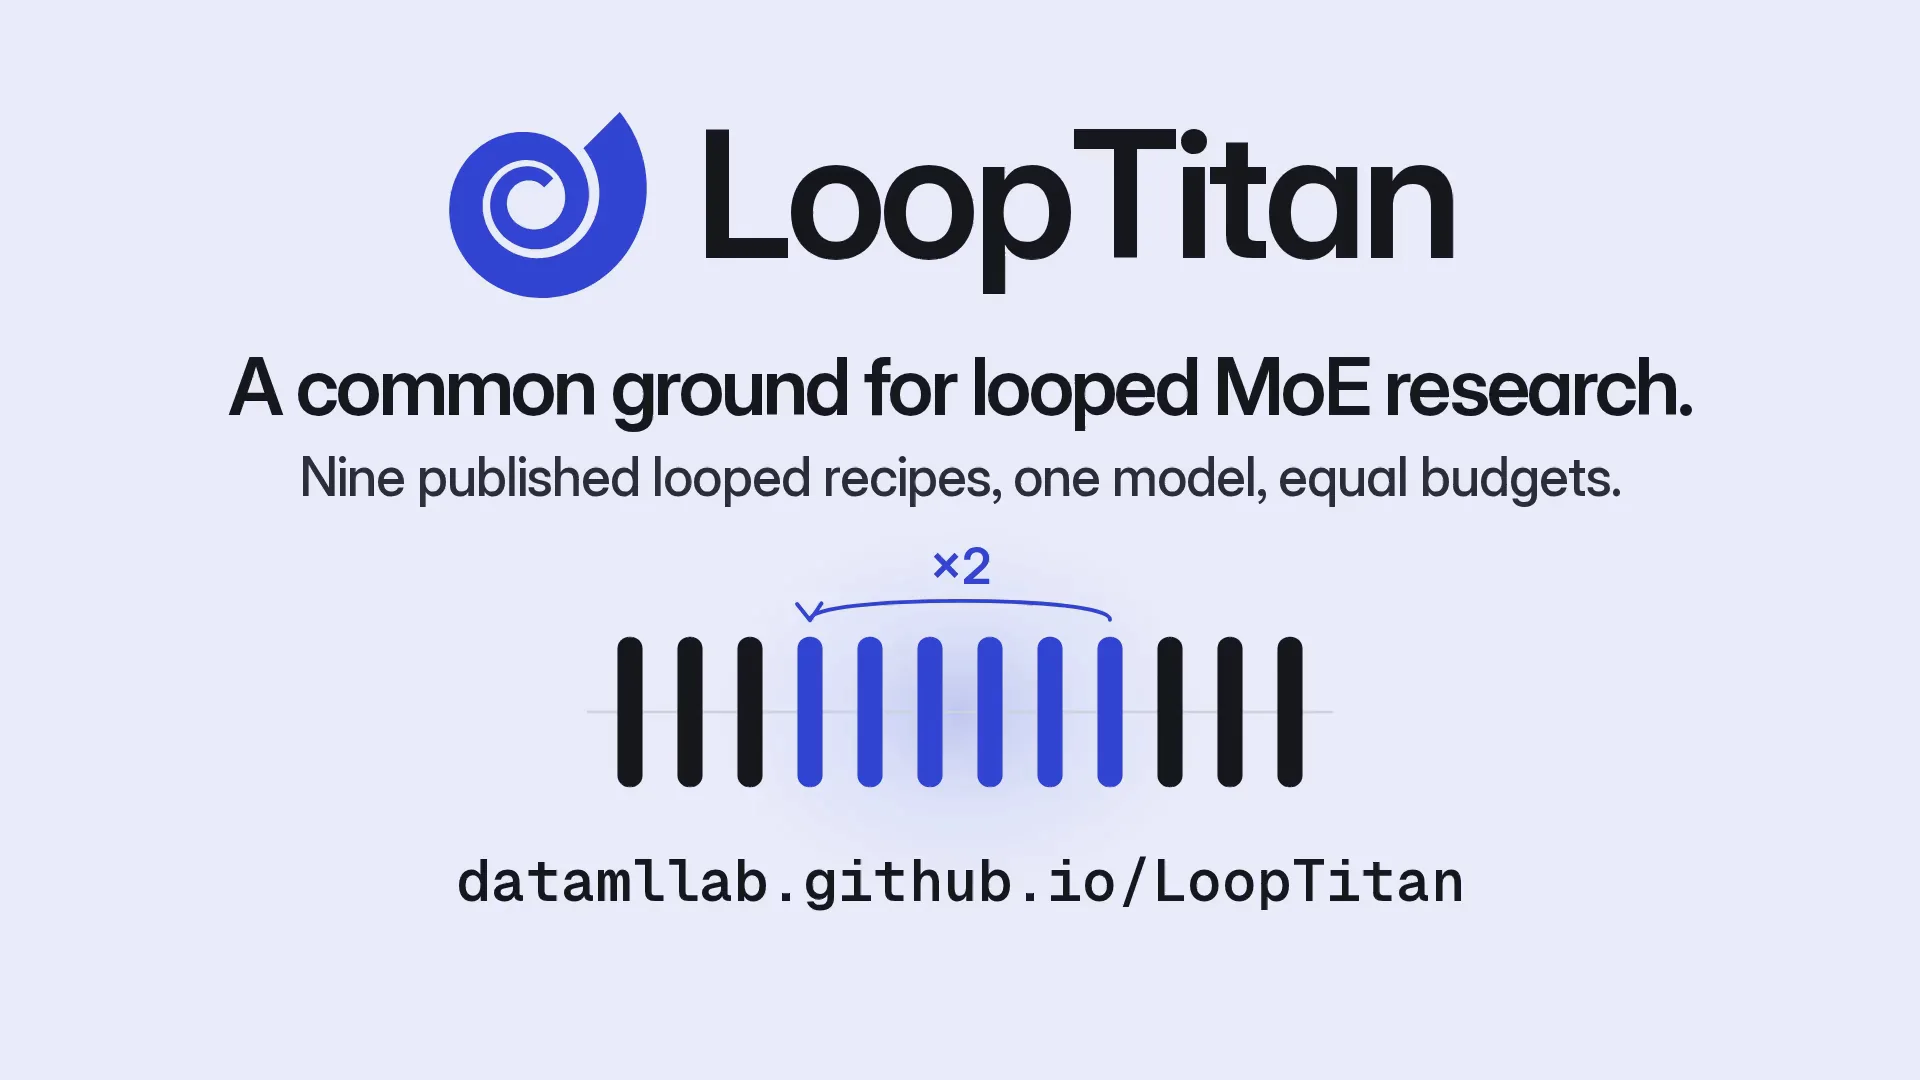 LoopTitan
A common ground for looped MoE research.
Nine published looped recipes, one model, equal budgets.
×2
datamllab.github.io/LoopTitan